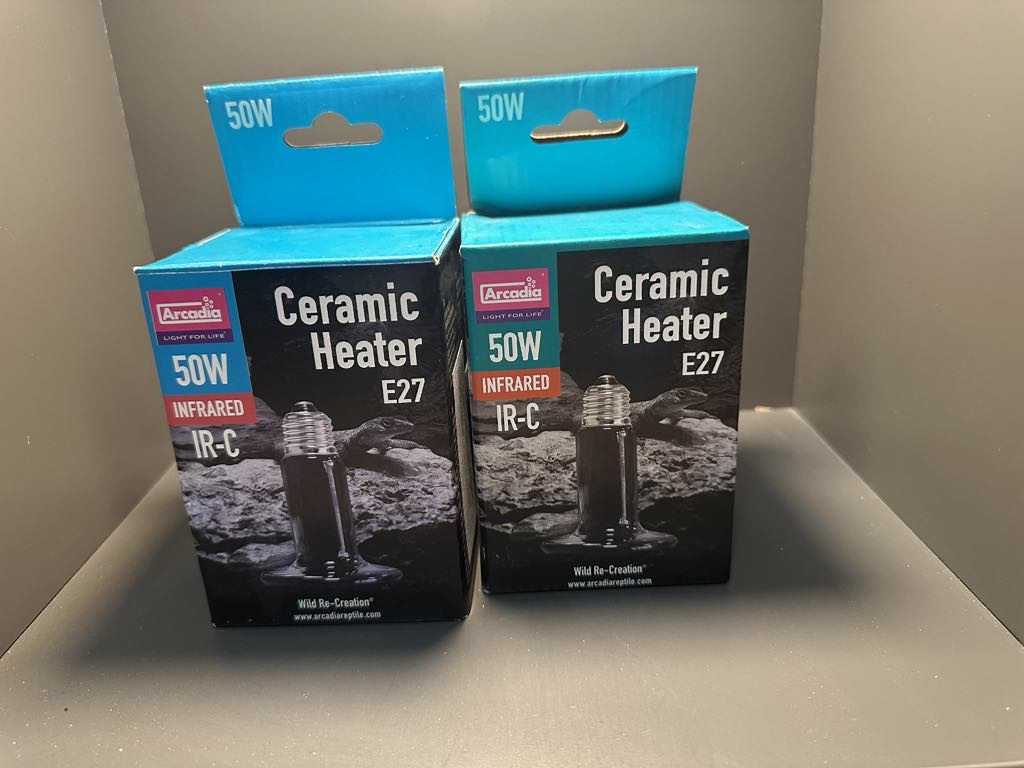 50W
Arcadia
LIGHT FOR LIFE®
50W
INFRARED
IR-C
Ceramic
Heater
E27
Wild Re-Creation®
www.arcadiareptile.com
50W
Arcadia
LIGHT FOR LIFE®
50W
INFRARED
IR-C
Ceramic
Heater
E27
Wild Re-Creation®
www.arcadiareptile.com